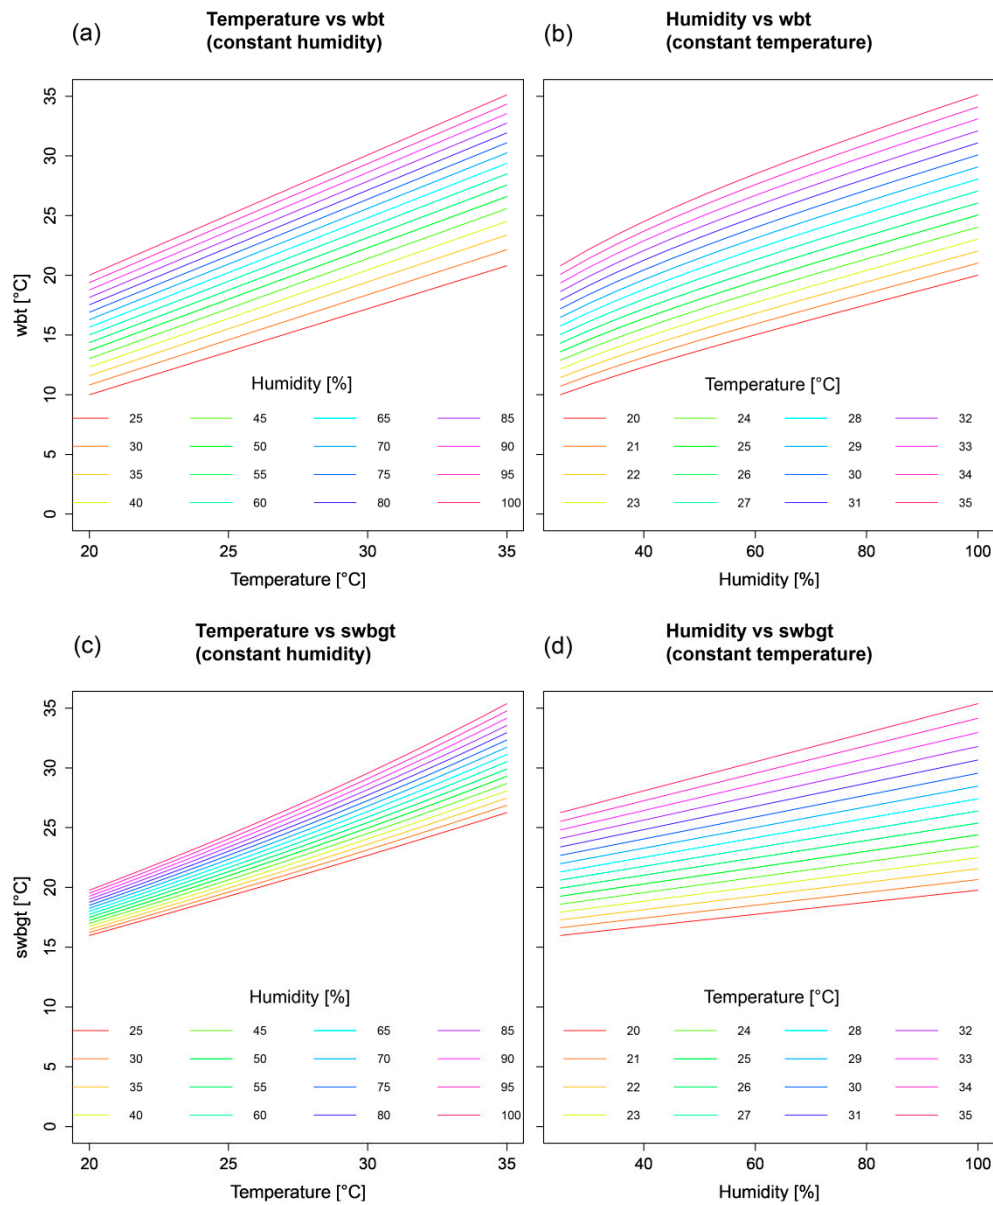 (a)
Temperature vs wbt
(constant humidity)
(b)
Humidity vs wbt
(constant temperature)
wbt [°C]
35
30
25
20
15
10
5
0
Humidity [%]
25 45 65 85
30 50 70 90
35 55 75 95
40 60 80 100
20 25 30 35
Temperature [°C]
Temperature [°C]
20 24 28 32
21 25 29 33
22 26 30 34
23 27 31 35
40 60 80 100
Humidity [%]
(c)
Temperature vs swbgt
(constant humidity)
(d)
Humidity vs swbgt
(constant temperature)
swbgt [°C]
35
30
25
20
15
10
5
0
Humidity [%]
25 45 65 85
30 50 70 90
35 55 75 95
40 60 80 100
20 25 30 35
Temperature [°C]
Temperature [°C]
20 24 28 32
21 25 29 33
22 26 30 34
23 27 31 35
40 60 80 100
Humidity [%]